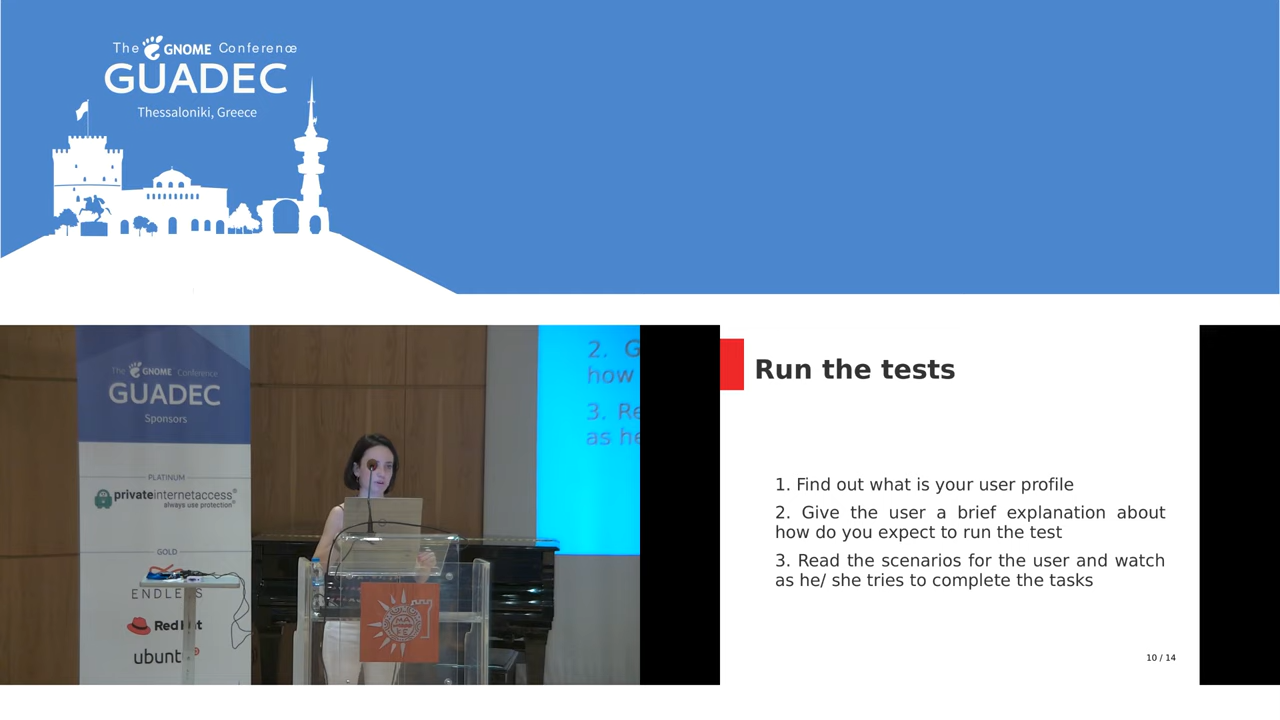 The GNOME Conference
GUADEC
Thessaloniki, Greece
The GNOME Conference
GUADEC
Sponsors
PLATINUM
privateinternetaccess®
always use protection®
GOLD
ENDLESS
Red Hat
ubuntu
2. G
how
3. Re
as he
Run the tests
1. Find out what is your user profile
2. Give the user a brief explanation about
how do you expect to run the test
3. Read the scenarios for the user and watch
as he/ she tries to complete the tasks
10 / 14